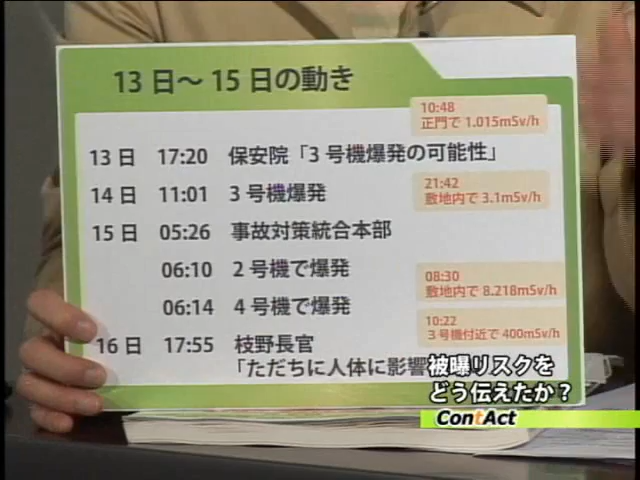 13日～15日の動き
10:48
正門で 1.015mSv/h
13日 17:20 保安院「3号機爆発の可能性」
14日 11:01 3号機爆発
21:42
敷地内で 3.1mSv/h
15日 05:26 事故対策統合本部
06:10 2号機で爆発
08:30
敷地内で 8.218mSv/h
06:14 4号機で爆発
10:22
3号機付近で 400mSv/h
16日 17:55 枝野長官
「ただちに人体に影響
被曝リスクを
どう伝えたか？
ContAct